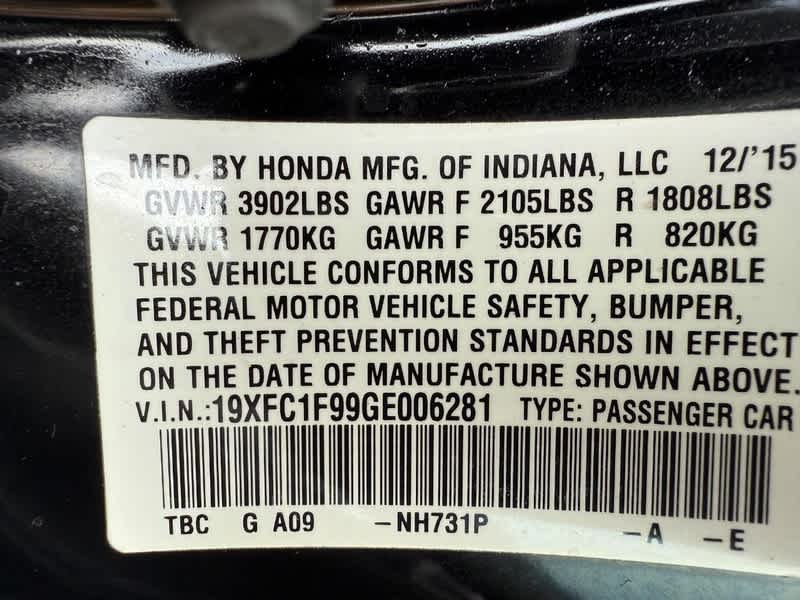 MFD. BY HONDA MFG. OF INDIANA, LLC 12/'15
GVWR 3902LBS GAWR F 2105LBS R 1808LBS
GVWR 1770KG GAWR F 955KG R 820KG
THIS VEHICLE CONFORMS TO ALL APPLICABLE
FEDERAL MOTOR VEHICLE SAFETY, BUMPER,
AND THEFT PREVENTION STANDARDS IN EFFECT
ON THE DATE OF MANUFACTURE SHOWN ABOVE.
V.I.N.:19XFC1F99GE006281 TYPE: PASSENGER CAR
TBC G A09 -NH731P -A -E